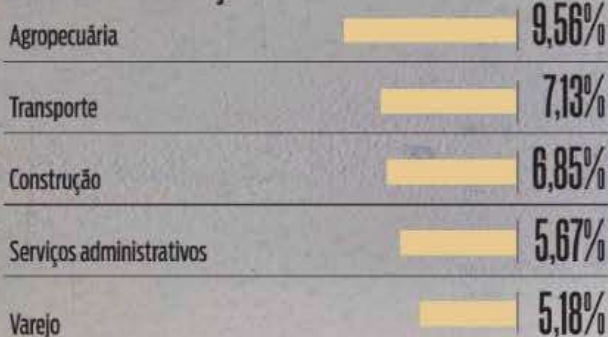 Agropecuária 9,56%
Transporte 7,13%
Construção 6,85%
Serviços administrativos 5,67%
Varejo 5,18%